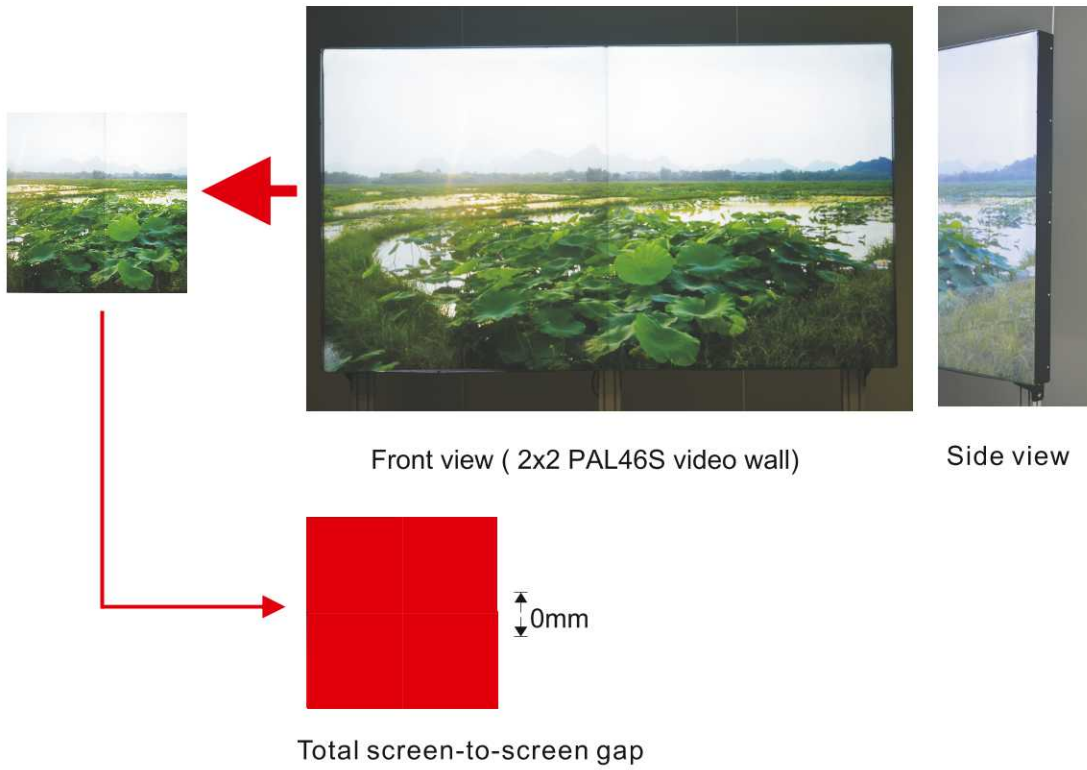 Front view ( 2x2 PAL46S video wall)
Side view
0mm
Total screen-to-screen gap